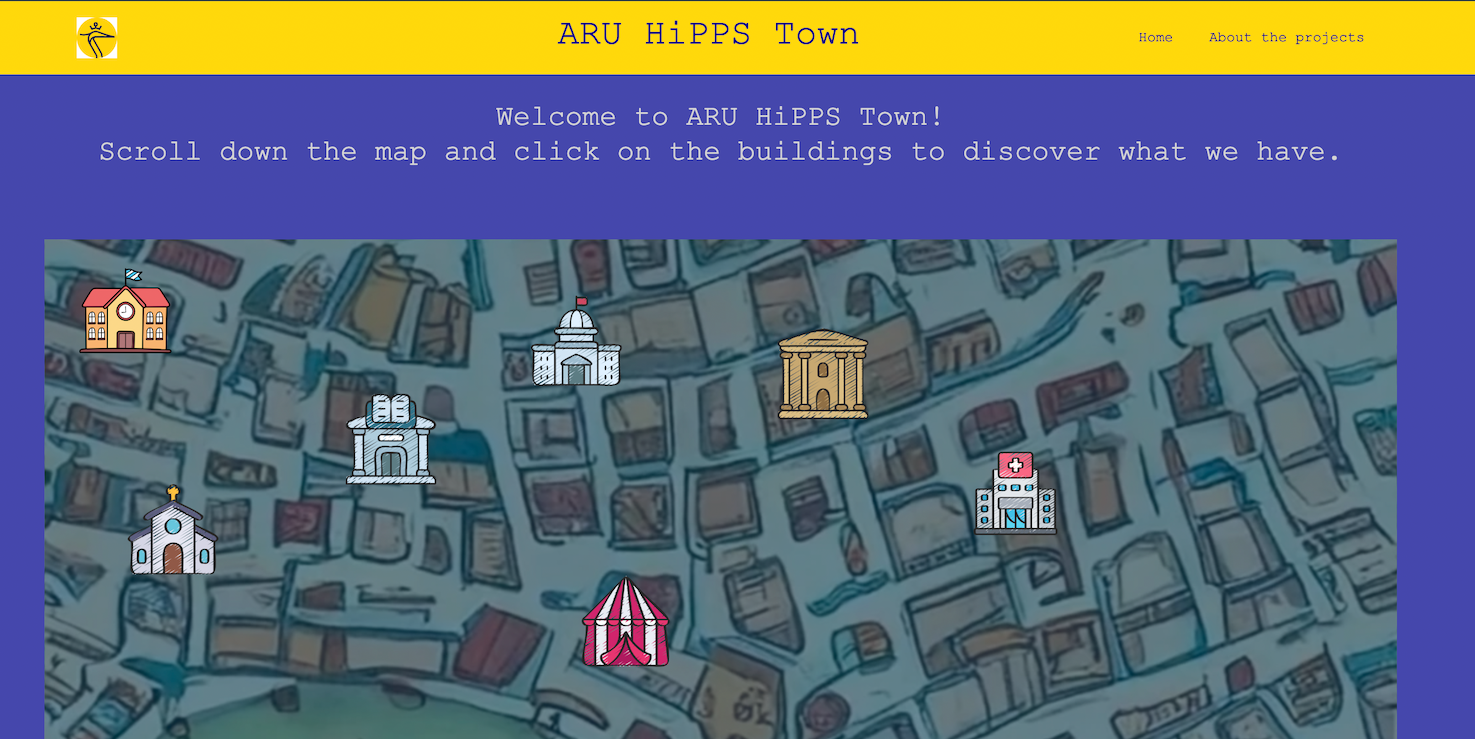 ARU HiPPS Town
Home
About the projects
Welcome to ARU HiPPS Town!
Scroll down the map and click on the buildings to discover what we have.